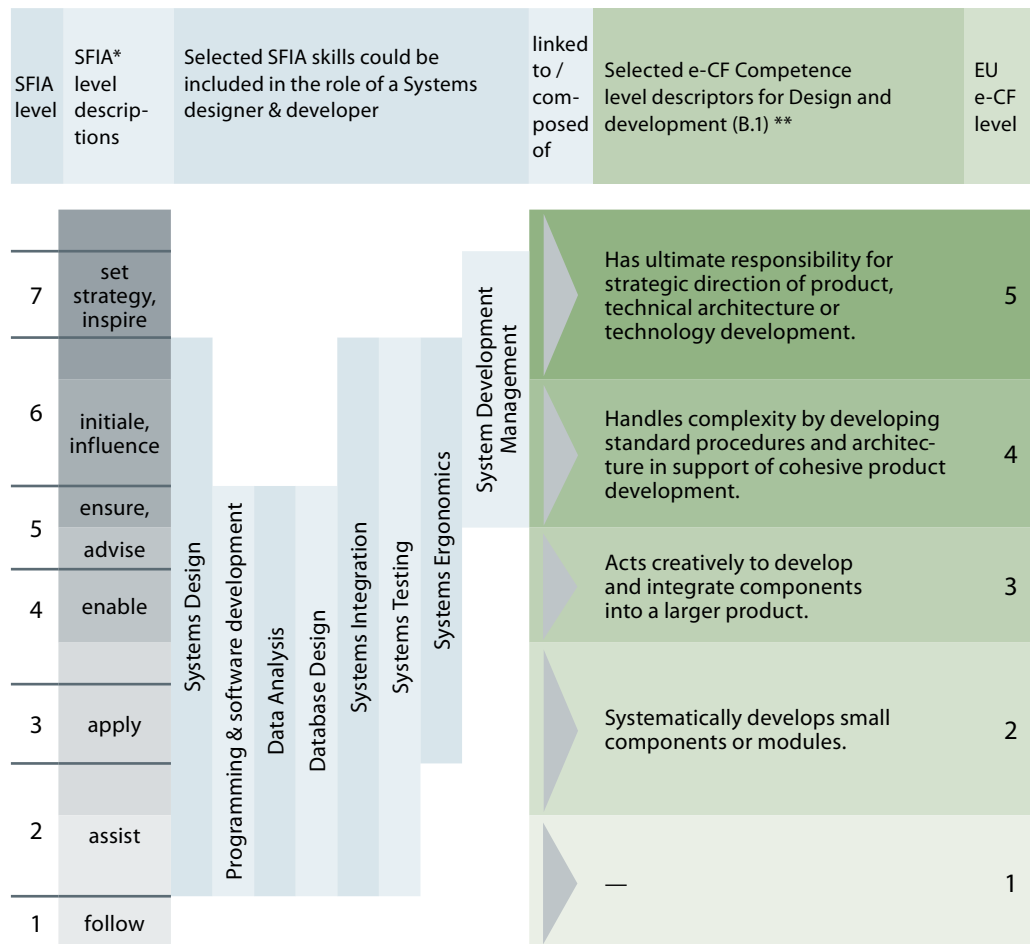 SFIA
level
SFIA*
level
descrip-
tions
Selected SFIA skills could be
included in the role of a Systems
designer & developer
linked
to /
com-
posed
of
Selected e-CF Competence
level descriptors for Design and
development (B.1) **
EU
e-CF
level
7
set
strategy,
inspire
6
initiale,
influence
5
ensure,
advise
4
enable
3
apply
2
assist
1
follow
Systems Design
Programming & software development
Data Analysis
Database Design
Systems Integration
Systems Testing
Systems Ergonomics
System Development
Management
Has ultimate responsibility for
strategic direction of product,
technical architecture or
technology development.
5
Handles complexity by developing
standard procedures and architec-
ture in support of cohesive product
development.
4
Acts creatively to develop
and integrate components
into a larger product.
3
Systematically develops small
components or modules.
2
—
1